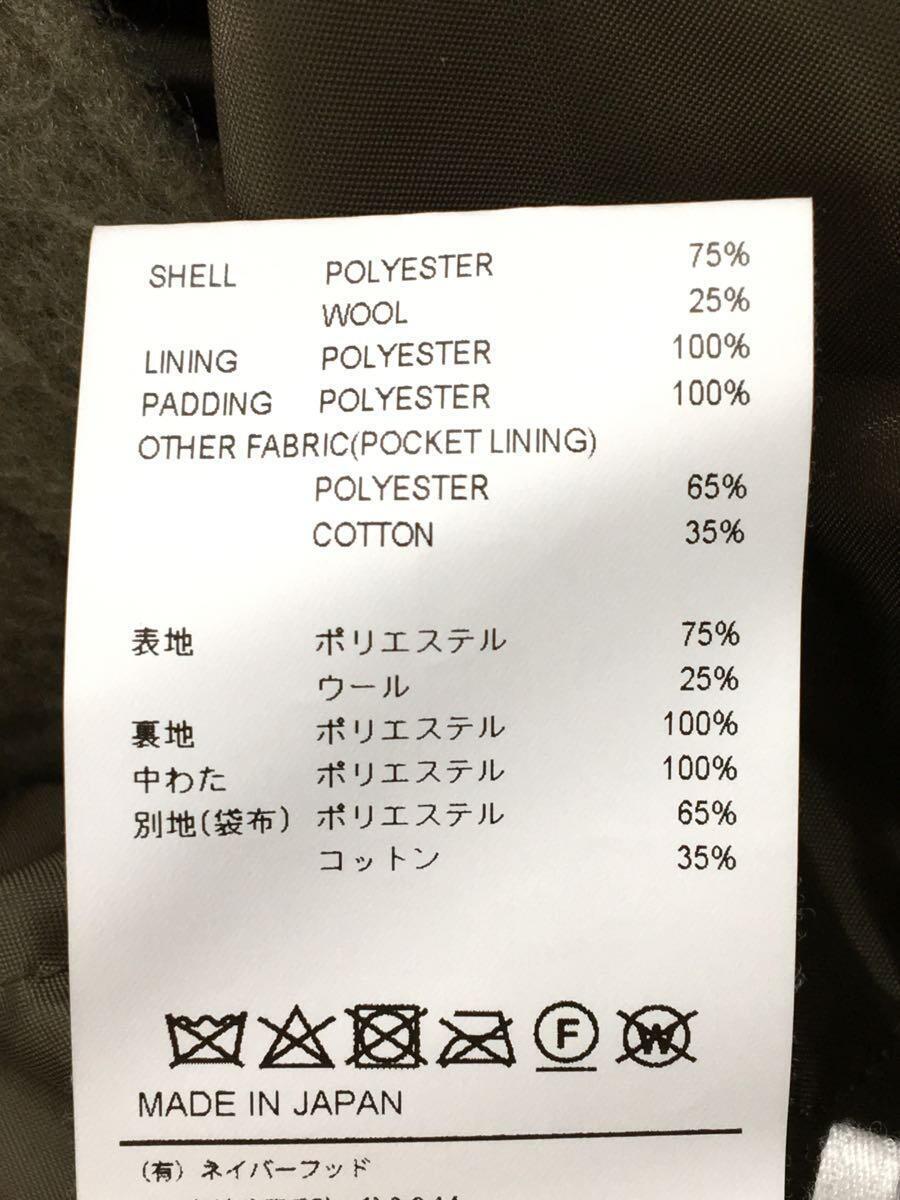 SHELL POLYESTER 75%
WOOL 25%
LINING POLYESTER 100%
PADDING POLYESTER 100%
OTHER FABRIC(POCKET LINING)
POLYESTER 65%
COTTON 35%
表地 ポリエステル 75%
ウール 25%
裏地 ポリエステル 100%
中わた ポリエステル 100%
別地(袋布) ポリエステル 65%
コットン 35%
F W
MADE IN JAPAN
(有) ネイバーフッド